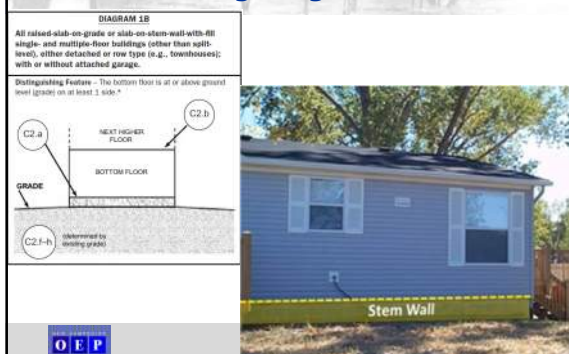 DIAGRAM 1B
All raised-slab-on-grade or slab-on-stem-wall-with-fill
single- and multiple-floor buildings (other than split-
level), either detached or row type (e.g., townhouses);
with or without attached garage.
Distinguishing Feature – The bottom floor is at or above ground
level (grade) on at least 1 side.*
C2.a
C2.b
NEXT HIGHER
FLOOR
BOTTOM FLOOR
GRADE
C2.f–h
(determined by
existing grade)
Stem Wall
NEW HAMPSHIRE
OEP